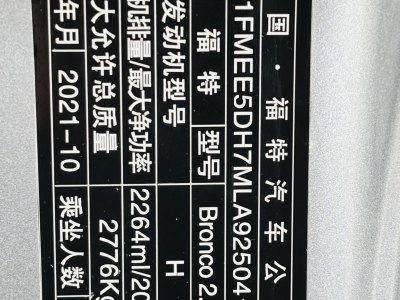 国·福特汽车公
1FMEE5DH7MLA92504
福特 型号 Bronco 2.
发动机型号 H
机排量/最大净功率 2264ml/20
大允许总质量 2776K
年月 2021-10 乘坐人数